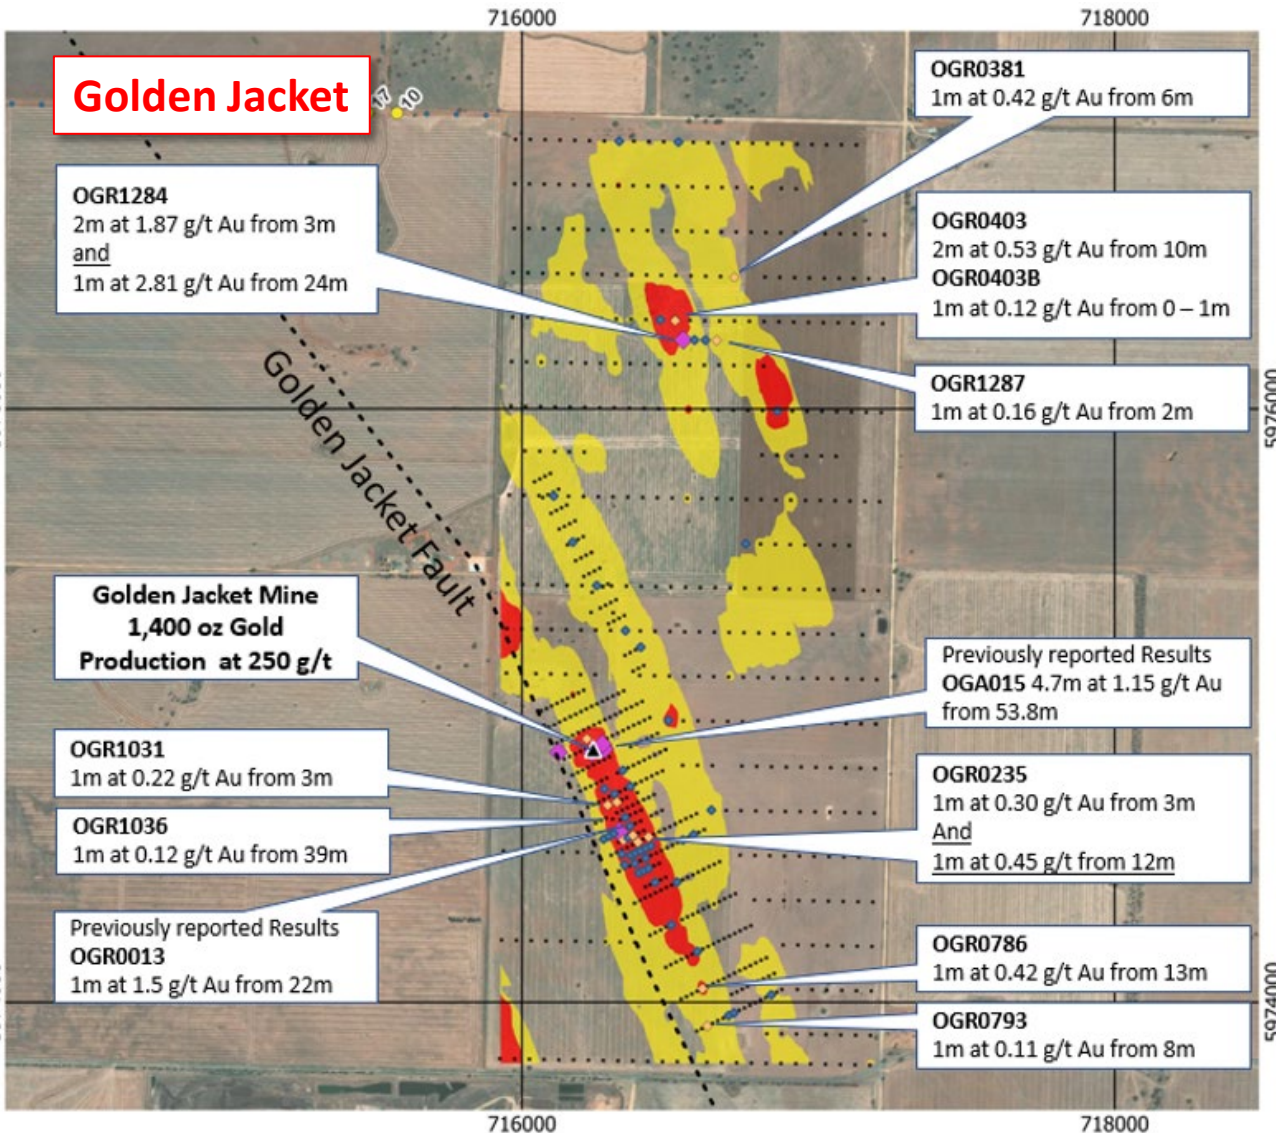 716000
718000
Golden Jacket
17
10
OGR0381
1m at 0.42 g/t Au from 6m
OGR1284
2m at 1.87 g/t Au from 3m
and
1m at 2.81 g/t Au from 24m
OGR0403
2m at 0.53 g/t Au from 10m
OGR0403B
1m at 0.12 g/t Au from 0 – 1m
OGR1287
1m at 0.16 g/t Au from 2m
5976000
Golden Jacket Fault
Golden Jacket Mine
1,400 oz Gold
Production at 250 g/t
Previously reported Results
OGA015 4.7m at 1.15 g/t Au
from 53.8m
OGR1031
1m at 0.22 g/t Au from 3m
OGR0235
1m at 0.30 g/t Au from 3m
And
1m at 0.45 g/t from 12m
OGR1036
1m at 0.12 g/t Au from 39m
Previously reported Results
OGR0013
1m at 1.5 g/t Au from 22m
OGR0786
1m at 0.42 g/t Au from 13m
5974000
OGR0793
1m at 0.11 g/t Au from 8m
716000
718000